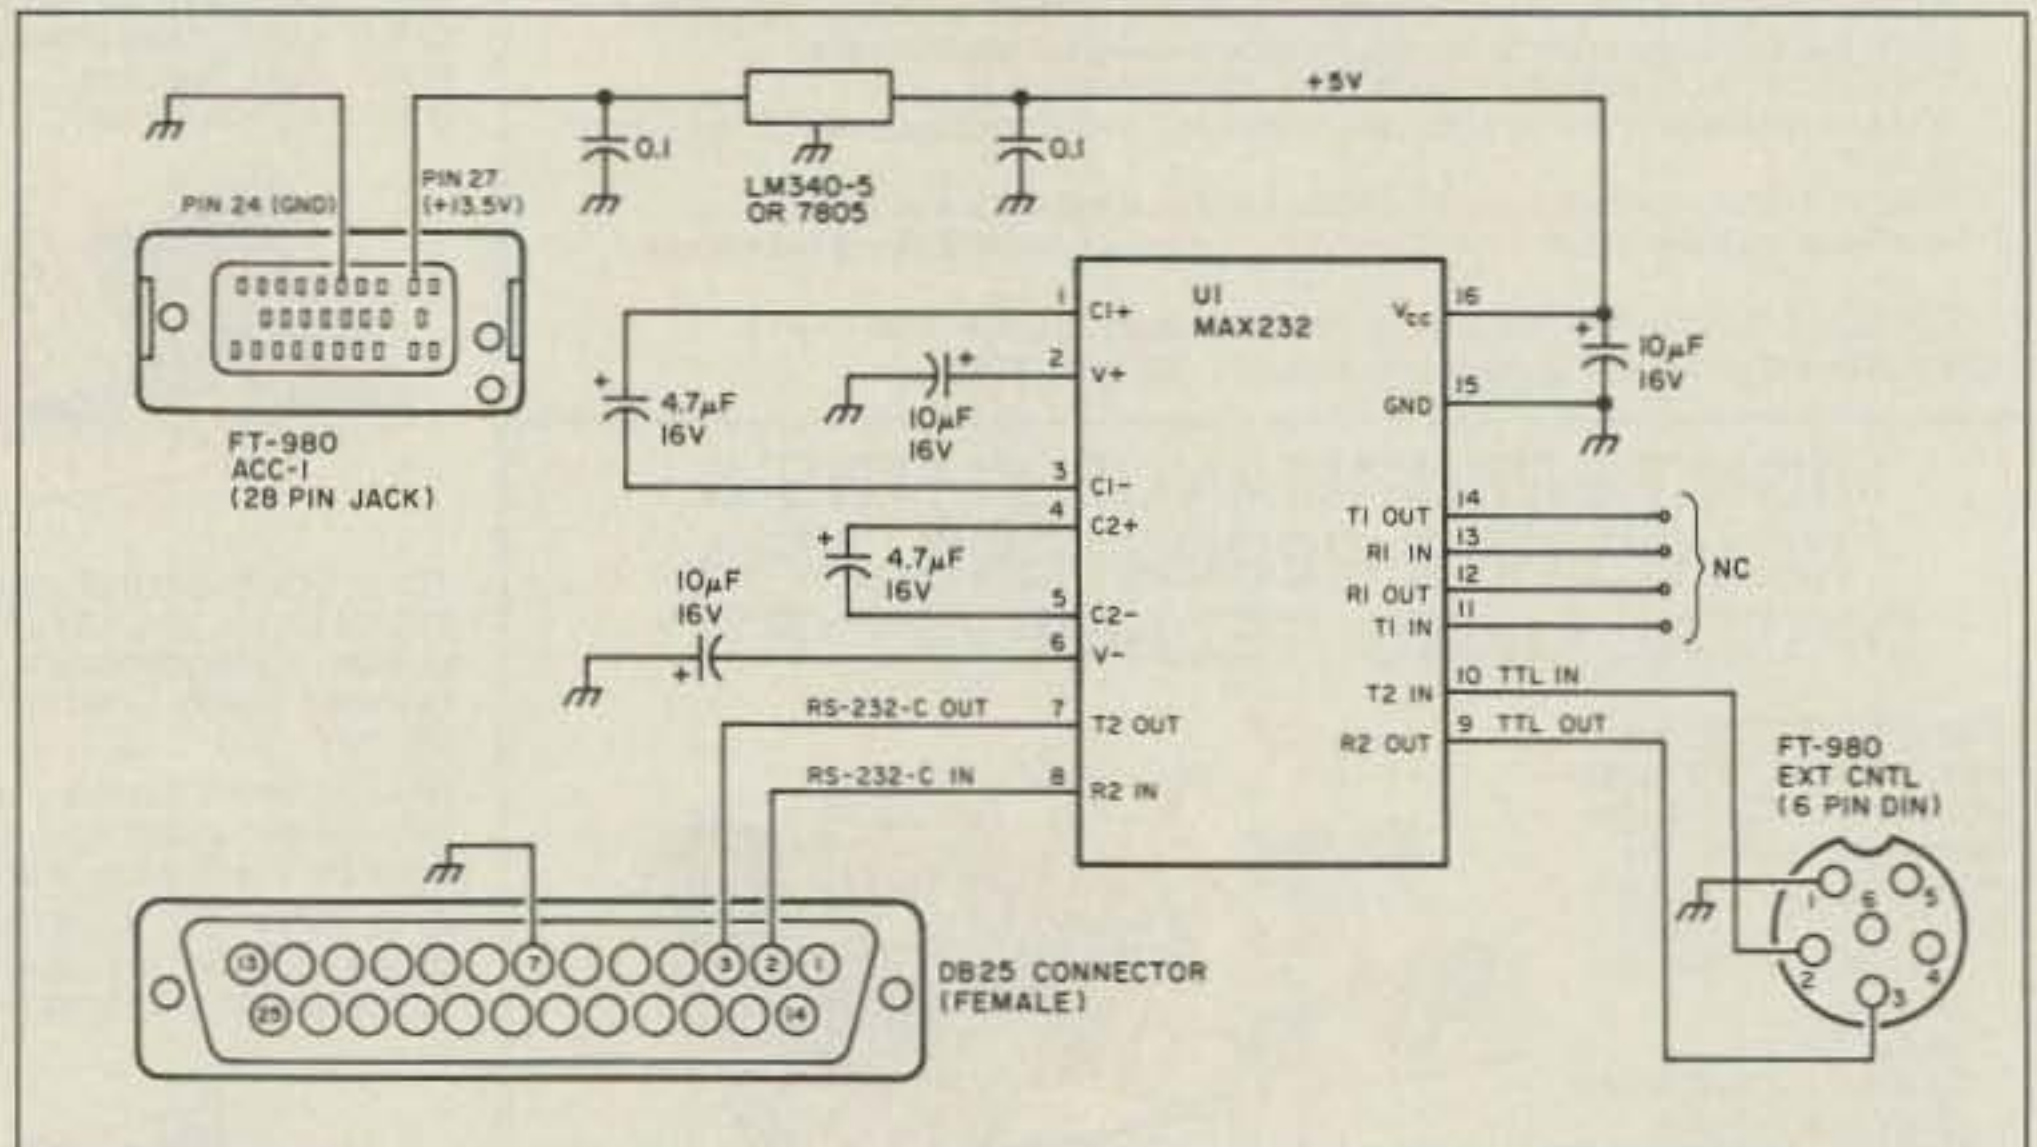 +5V
0.1
0.1
PIN 27
(+13.5V)
PIN 24 (GND)
LM340-5
OR 7805
FT-980
ACC-1
(28 PIN JACK)
U1
MAX232
1
C1+
2
V+
3
C1-
4
C2+
5
C2-
6
V-
7
T2 OUT
8
R2 IN
16
VCC
15
GND
14
T1 OUT
13
R1 IN
12
R1 OUT
11
T1 IN
10
T2 IN
9
R2 OUT
+
4.7µF
16V
+
10µF
16V
+
4.7µF
16V
10µF
16V
+
+
10µF
16V
NC
TTL IN
TTL OUT
RS-232-C OUT
RS-232-C IN
FT-980
EXT CNTL
(6 PIN DIN)
1
6
5
2
4
3
13
7
3
2
1
25
14
DB25 CONNECTOR
(FEMALE)